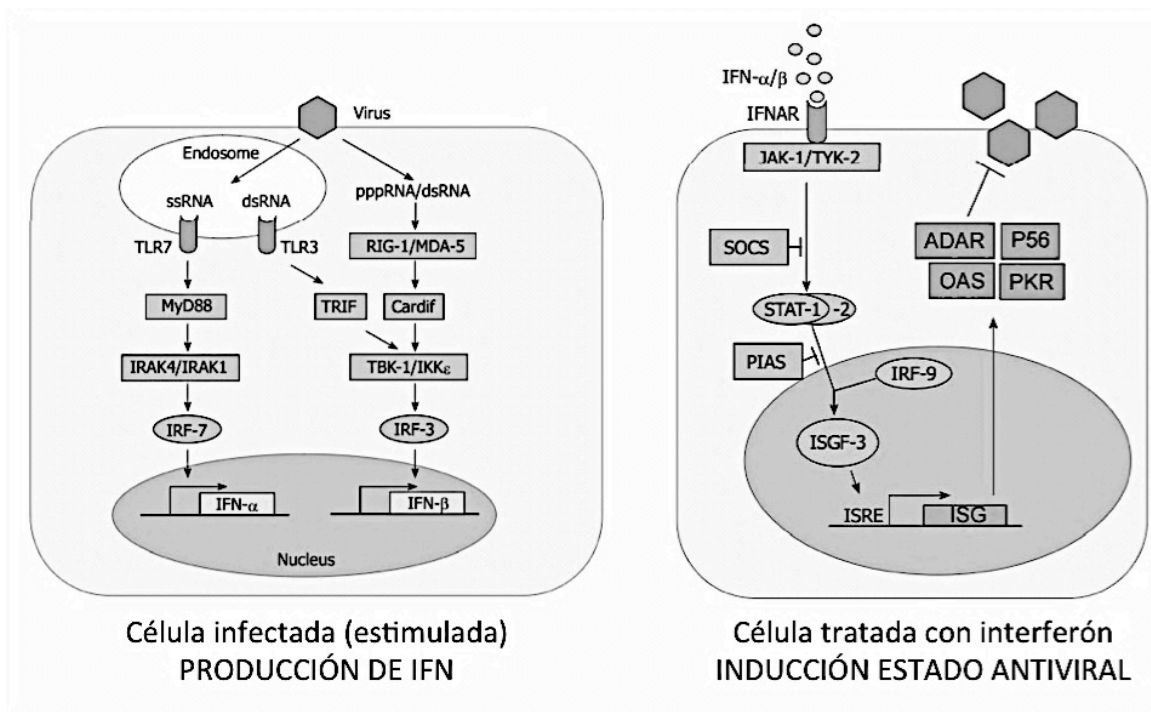 Virus
Endosome
ssRNA dsRNA
TLR7 TLR3
pppRNA/dsRNA
RIG-1/MDA-5
MyD88
TRIF
Cardif
IRAK4/IRAK1
TBK-1/IKKε
IRF-7
IRF-3
IFN-α
IFN-β
Nucleus
Célula infectada (estimulada)
PRODUCCIÓN DE IFN
IFN-α/β
IFNAR
JAK-1/TYK-2
SOCS
STAT-1 -2
PIAS
IRF-9
ISGF-3
ISRE
ISG
ADAR P56
OAS PKR
Célula tratada con interferón
INDUCCIÓN ESTADO ANTIVIRAL